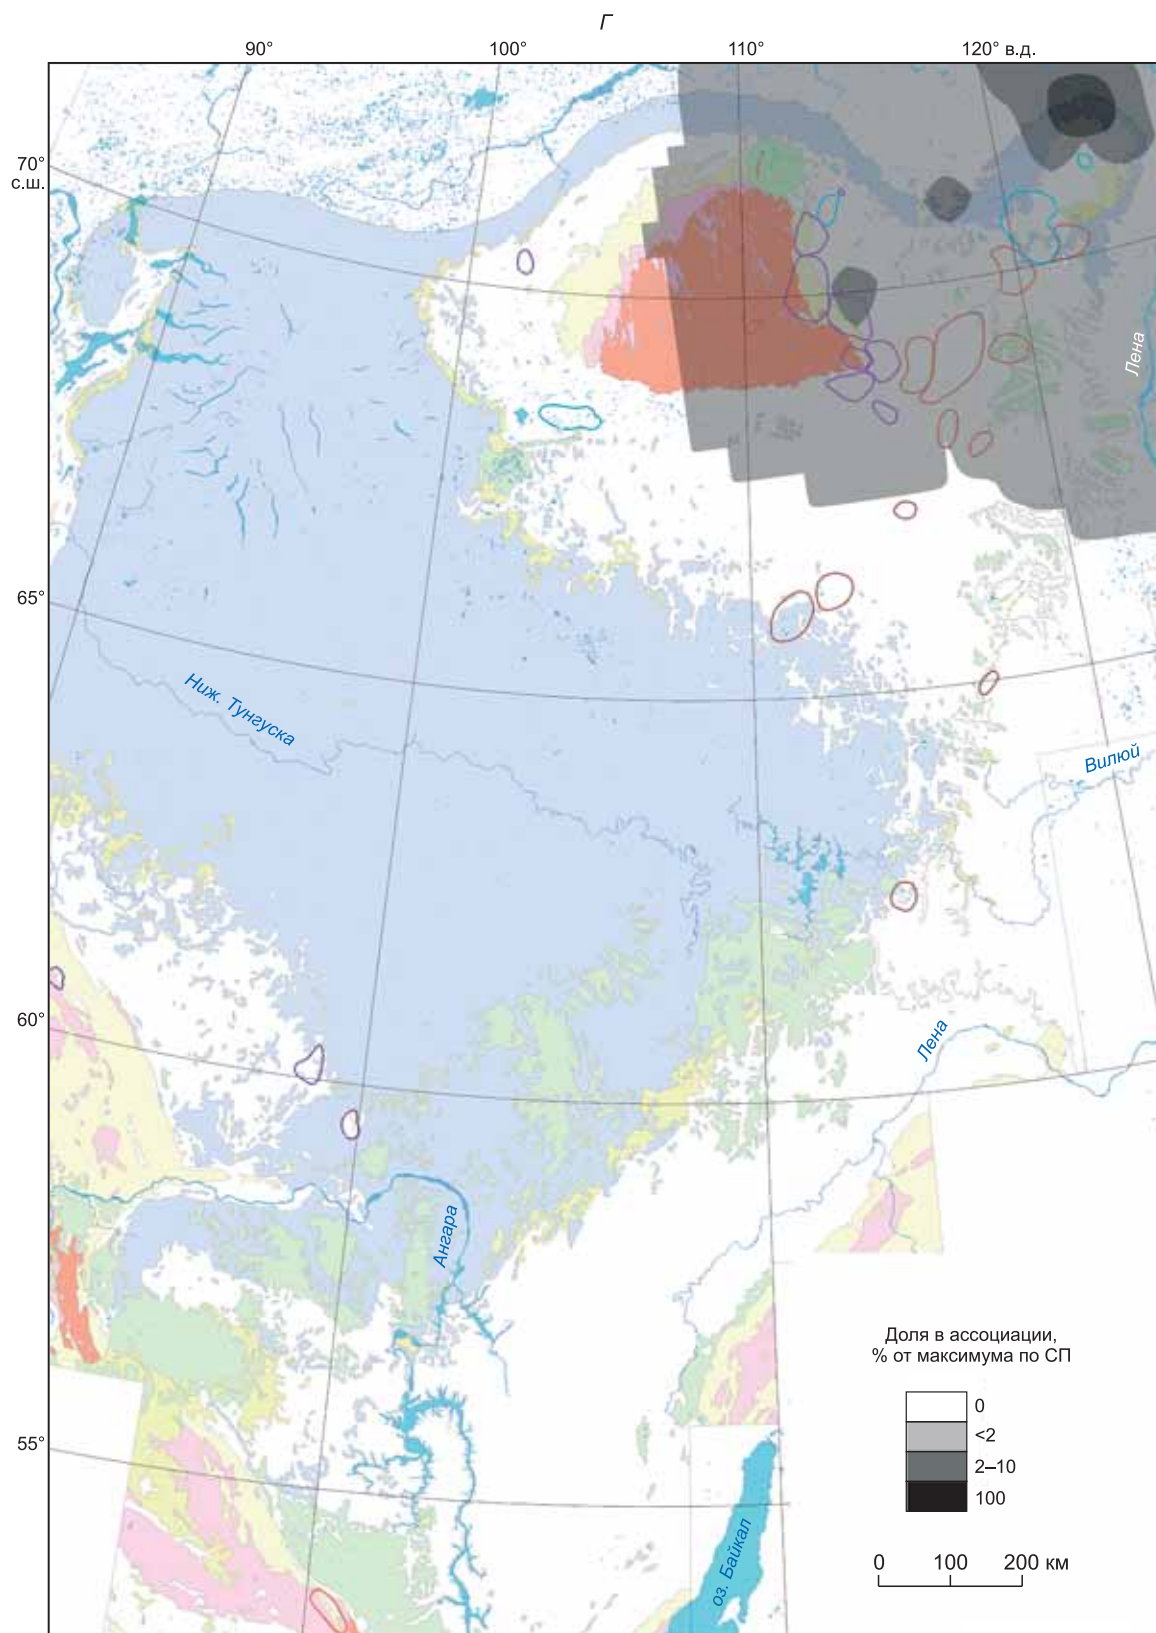 Г
90°
100°
110°
120° в.д.
70°
с.ш.
Лена
65°
Ниж. Тунгуска
Вилюй
60°
Лена
Ангара
Доля в ассоциации,
% от максимума по СП
0
<2
2–10
100
55°
оз. Байкал
0 100 200 км